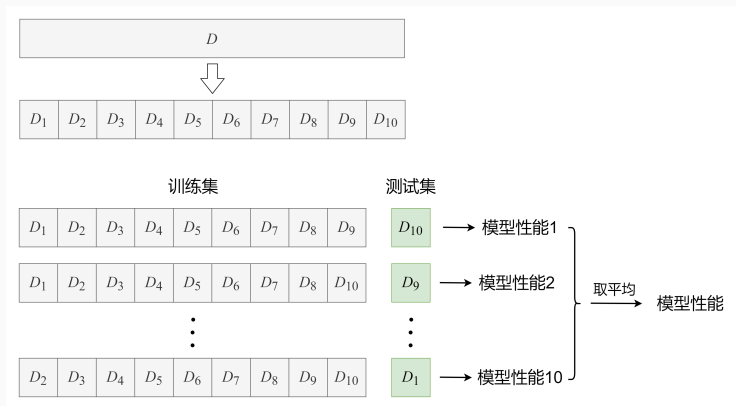 D
D₁ D₂ D₃ D₄ D₅ D₆ D₇ D₈ D₉ D₁₀
训练集 测试集
D₁ D₂ D₃ D₄ D₅ D₆ D₇ D₈ D₉ D₁₀ 模型性能1
D₁ D₂ D₃ D₄ D₅ D₆ D₇ D₈ D₁₀ D₉ 模型性能2
取平均 模型性能
D₂ D₃ D₄ D₅ D₆ D₇ D₈ D₉ D₁₀ D₁ 模型性能10